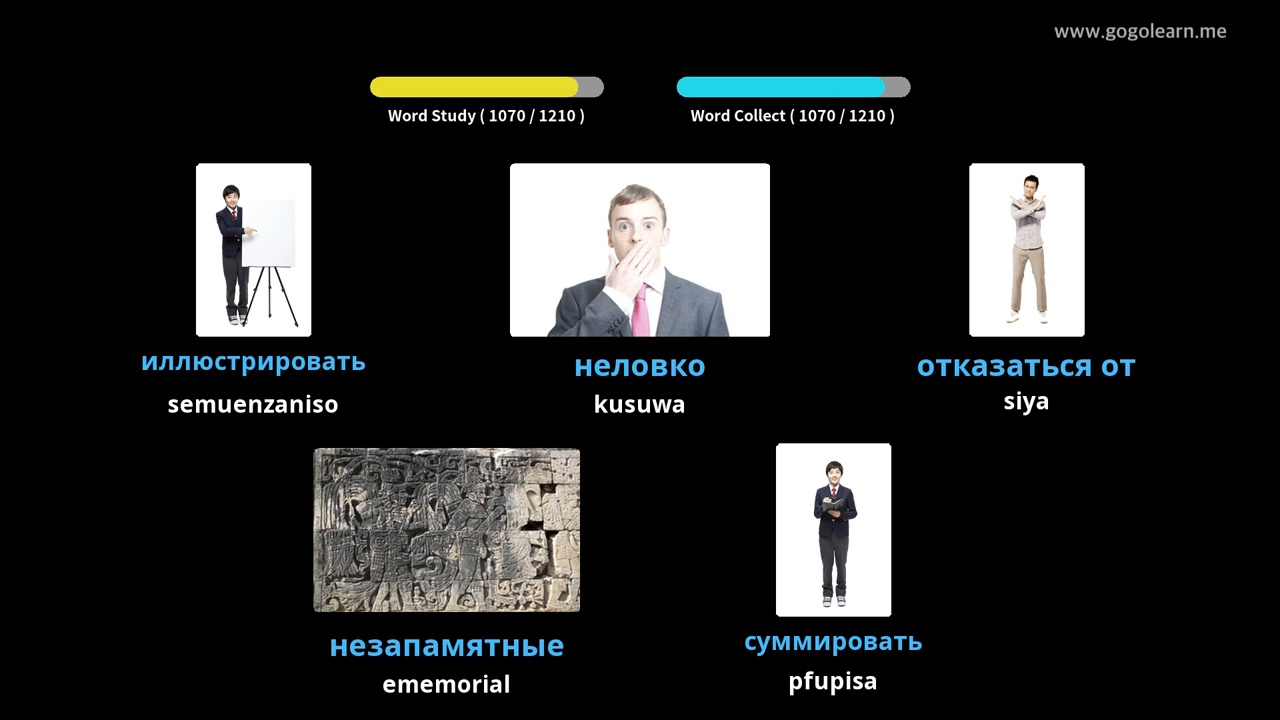 www.gogolearn.me
Word Study ( 1070 / 1210 )
Word Collect ( 1070 / 1210 )
иллюстрировать
semuenzaniso
неловко
kusuwa
отказаться от
siya
незапамятные
ememorial
суммировать
pfupisa